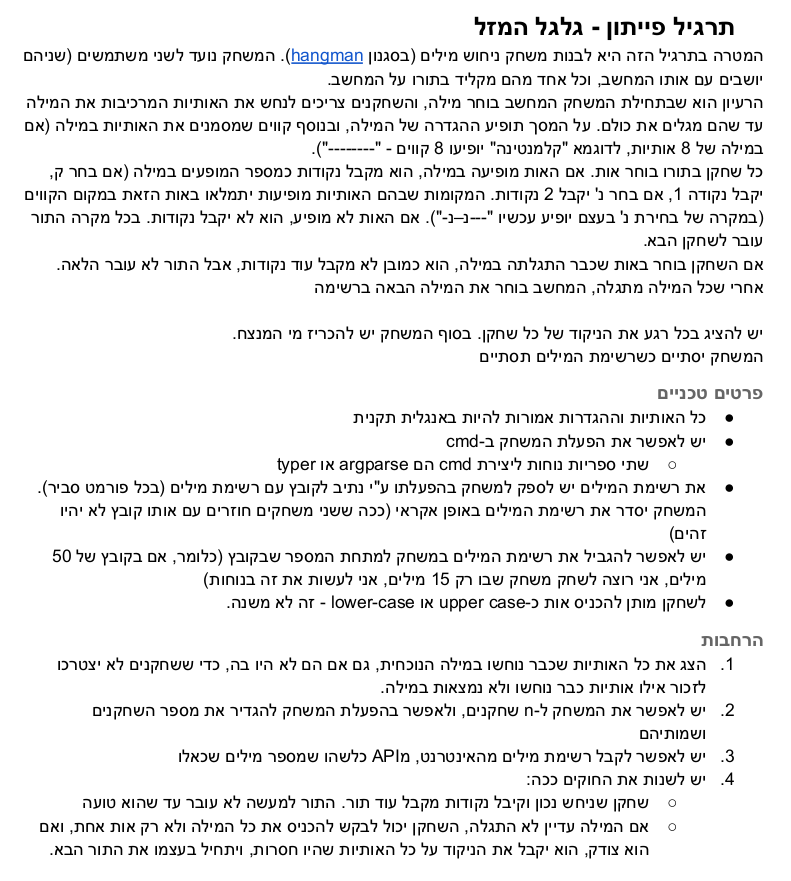 תרגיל פייתון - גלגל המזל
המטרה בתרגיל הזה היא לבנות משחק ניחוש מילים (בסגנון hangman). המשחק נועד לשני משתמשים (שניהם
יושבים עם אותו המחשב, וכל אחד מהם מקליד בתורו על המחשב.
הרעיון הוא שבתחילת המשחק המחשב בוחר מילה, והשחקנים צריכים לנחש את האותיות המרכיבות את המילה
עד שהם מגלים את כולם. על המסך תופיע ההגדרה של המילה, ובנוסף קווים שמסמנים את האותיות במילה (אם
במילה של 8 אותיות, לדוגמא "קלמנטינה" יופיעו 8 קווים - "--------").
כל שחקן בתורו בוחר אות. אם האות מופיעה במילה, הוא מקבל נקודות כמספר המופעים במילה (אם בחר ק,
יקבל נקודה 1, אם בחר נ' יקבל 2 נקודות. המקומות שבהם האותיות מופיעות יתמלאו באות הזאת במקום הקווים
(במקרה של בחירת נ' בעצם יופיע עכשיו "---נ–נ-"). אם האות לא מופיע, הוא לא יקבל נקודות. בכל מקרה התור
עובר לשחקן הבא.
אם השחקן בוחר באות שכבר התגלתה במילה, הוא כמובן לא מקבל עוד נקודות, אבל התור לא עובר הלאה.
אחרי שכל המילה מתגלה, המחשב בוחר את המילה הבאה ברשימה
יש להציג בכל רגע את הניקוד של כל שחקן. בסוף המשחק יש להכריז מי המנצח.
המשחק יסתיים כשרשימת המילים תסתיים
פרטים טכניים
● כל האותיות וההגדרות אמורות להיות באנגלית תקנית
● יש לאפשר את הפעלת המשחק ב-cmd
○ שתי ספריות נוחות ליצירת cmd הם argparse או typer
● את רשימת המילים יש לספק למשחק בהפעלתו ע"י נתיב לקובץ עם רשימת מילים (בכל פורמט סביר).
המשחק יסדר את רשימת המילים באופן אקראי (ככה ששני משחקים חוזרים עם אותו קובץ לא יהיו
זהים)
● יש לאפשר להגביל את רשימת המילים במשחק למתחת המספר שבקובץ (כלומר, אם בקובץ של 50
מילים, אני רוצה לשחק משחק שבו רק 15 מילים, אני לעשות את זה בנוחות)
● לשחקן מותן להכניס אות כ-upper case או lower-case - זה לא משנה.
הרחבות
1. הצג את כל האותיות שכבר נוחשו במילה הנוכחית, גם אם הם לא היו בה, כדי ששחקנים לא יצטרכו
לזכור אילו אותיות כבר נוחשו ולא נמצאות במילה.
2. יש לאפשר את המשחק ל-n שחקנים, ולאפשר בהפעלת המשחק להגדיר את מספר השחקנים
ושמותיהם
3. יש לאפשר לקבל רשימת מילים מהאינטרנט, מAPI כלשהו שמספר מילים שכאלו
4. יש לשנות את החוקים ככה:
○ שחקן שניחש נכון וקיבל נקודות מקבל עוד תור. התור למעשה לא עובר עד שהוא טועה
○ אם המילה עדיין לא התגלה, השחקן יכול לבקש להכניס את כל המילה ולא רק אות אחת, ואם
הוא צודק, הוא יקבל את הניקוד על כל האותיות שהיו חסרות, ויתחיל בעצמו את התור הבא.